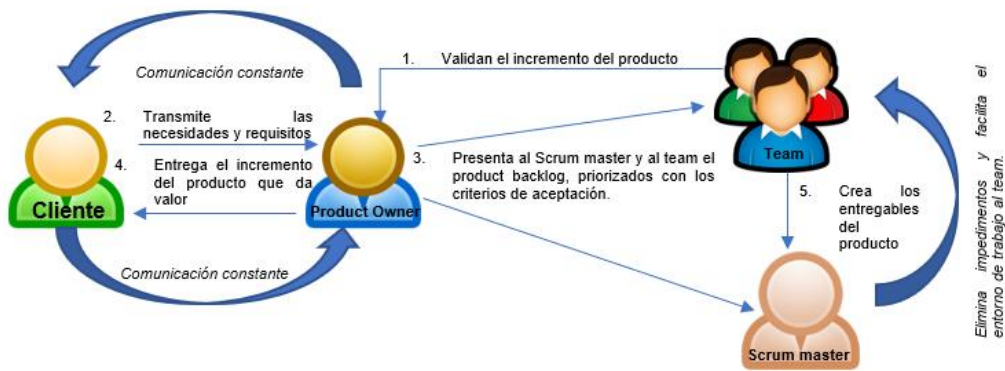 Comunicación constante
1. Validan el incremento del producto
2. Transmite las
necesidades y requisitos
4. Entrega el incremento
del producto que da
valor
3. Presenta al Scrum master y al team el
product backlog, priorizados con los
criterios de aceptación.
Cliente
Product Owner
Team
5. Crea los
entregables
del
producto
Comunicación constante
Scrum master
Elimina impedimentos y facilita el
entorno de trabajo al team.